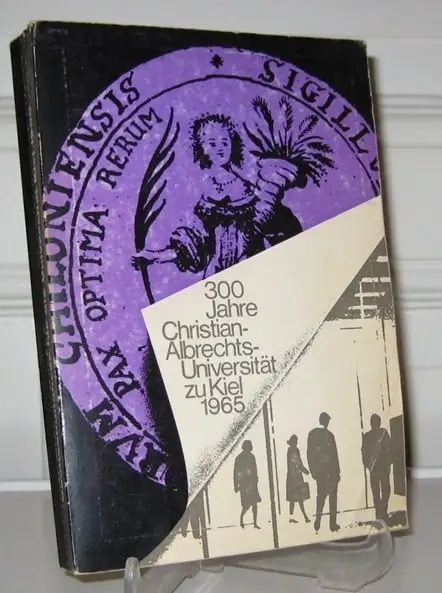 SIGILLV
CHILONIENSIS
PAX OPTIMA RERUM
300
Jahre
Christian-
Albrechts-
Universität
zu Kiel
1965